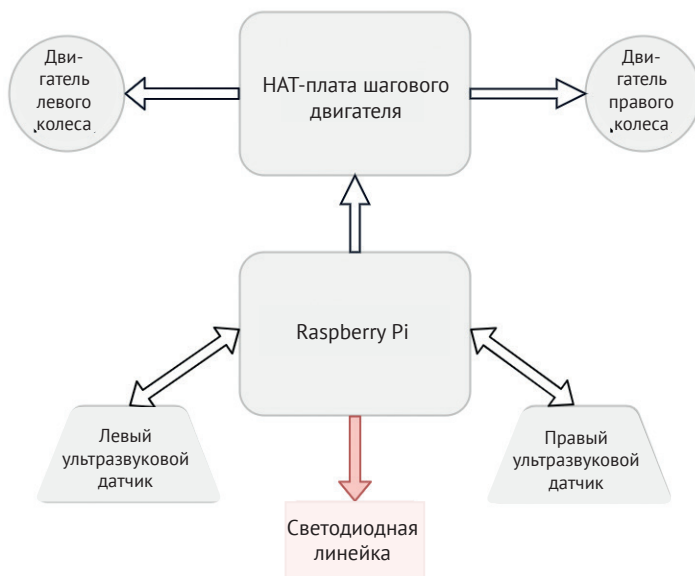 Дви-
гатель
левого
колеса
НАТ-плата шагового
двигателя
Дви-
гатель
правого
колеса
Raspberry Pi
Левый
ультразвуковой
датчик
Правый
ультразвуковой
датчик
Светодиодная
линейка